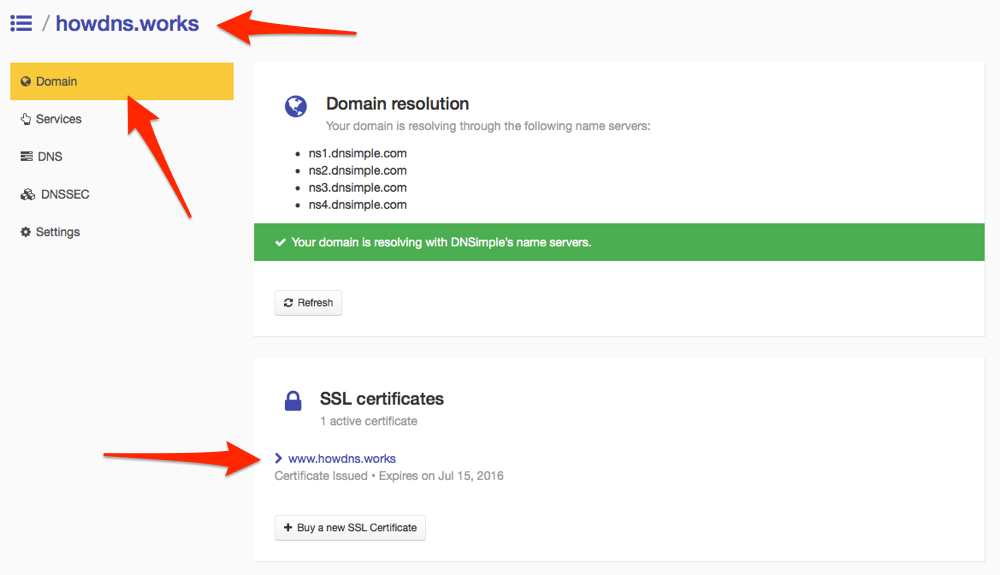 / howdns.works
Domain
Services
DNS
DNSSEC
Settings
Domain resolution
Your domain is resolving through the following name servers:
• ns1.dnsimple.com
• ns2.dnsimple.com
• ns3.dnsimple.com
• ns4.dnsimple.com
Your domain is resolving with DNSimple's name servers.
Refresh
SSL certificates
1 active certificate
www.howdns.works
Certificate Issued • Expires on Jul 15, 2016
Buy a new SSL Certificate